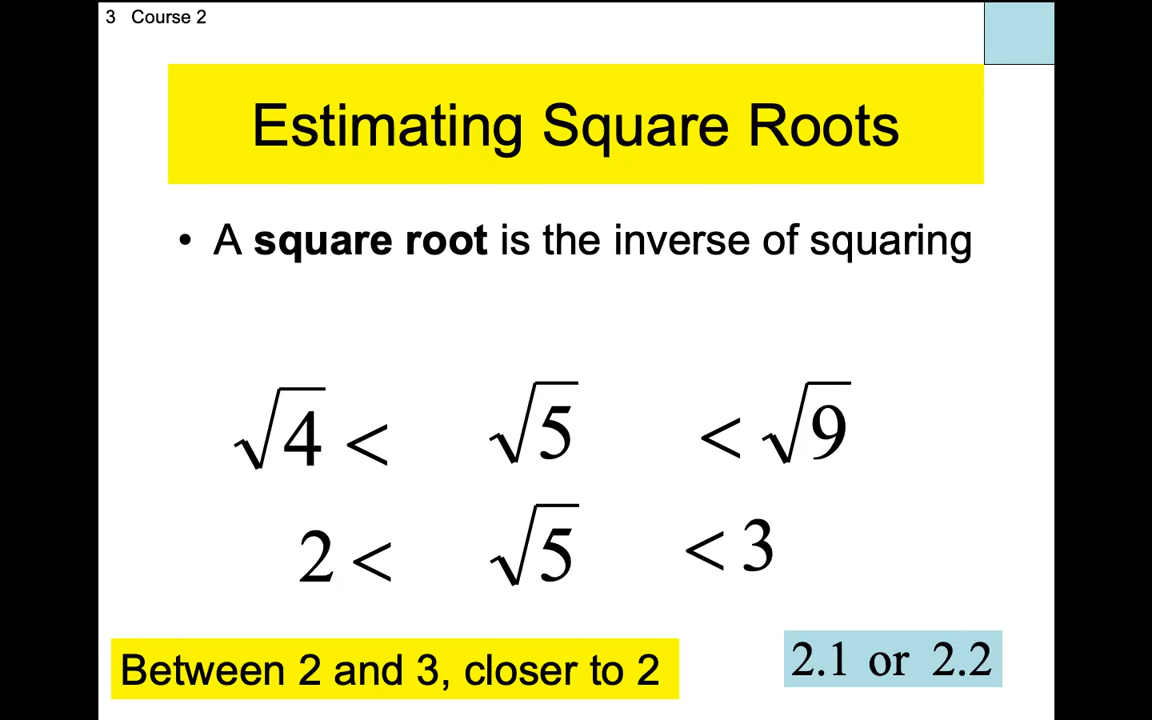 3 Course 2
Estimating Square Roots
• A square root is the inverse of squaring
√4 < √5 < √9
2 < √5 < 3
Between 2 and 3, closer to 2
2.1 or 2.2